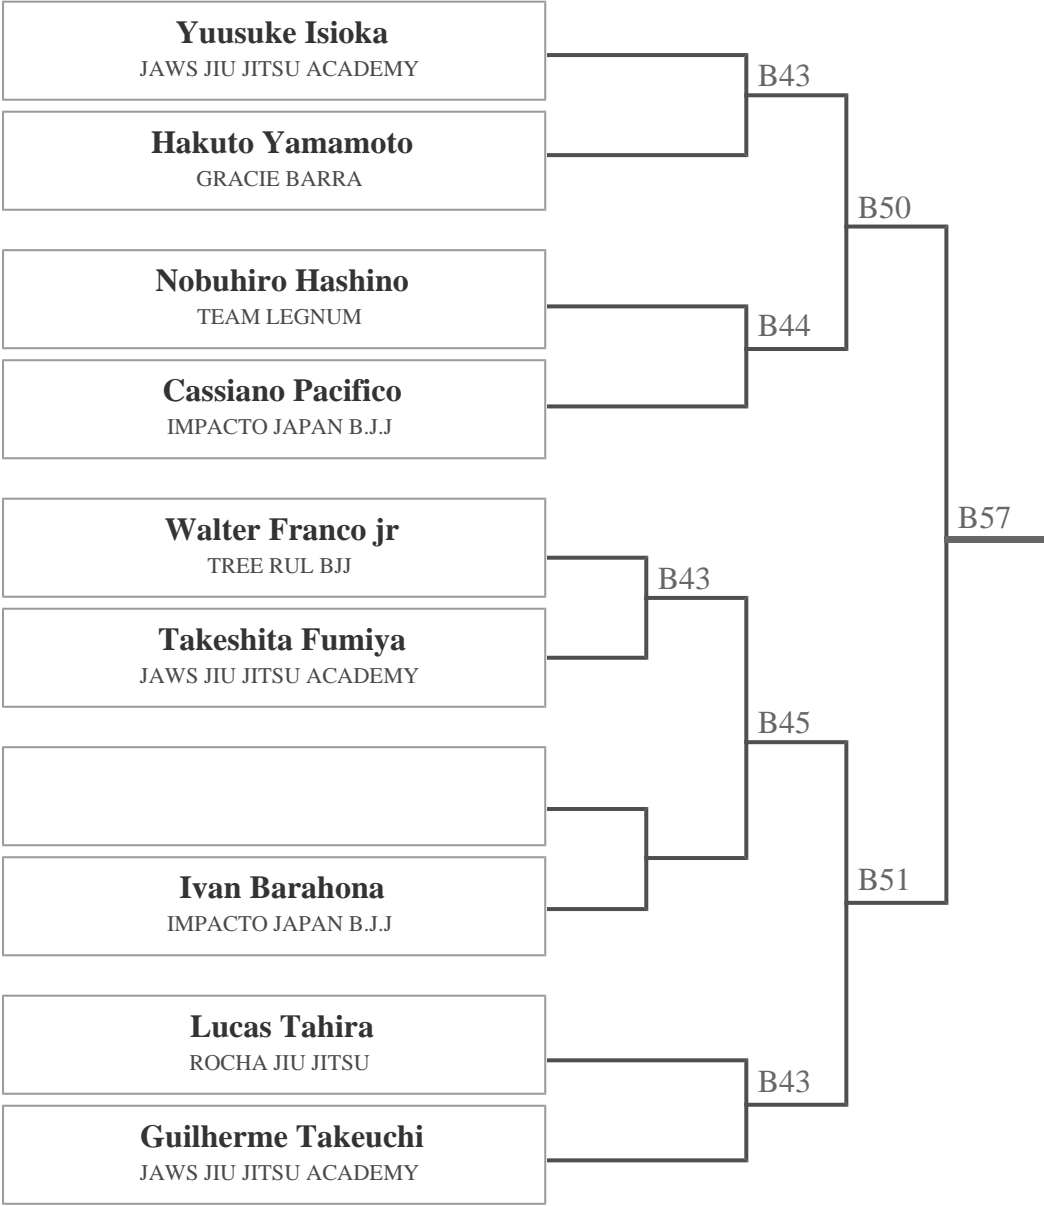 Yuusuke Isioka
JAWS JIU JITSU ACADEMY
B43
Hakuto Yamamoto
GRACIE BARRA
B50
Nobuhiro Hashino
TEAM LEGNUM
B44
Cassiano Pacifico
IMPACTO JAPAN B.J.J
Walter Franco jr
TREE RUL BJJ
B57
B43
Takeshita Fumiya
JAWS JIU JITSU ACADEMY
B45
Ivan Barahona
IMPACTO JAPAN B.J.J
B51
Lucas Tahira
ROCHA JIU JITSU
B43
Guilherme Takeuchi
JAWS JIU JITSU ACADEMY